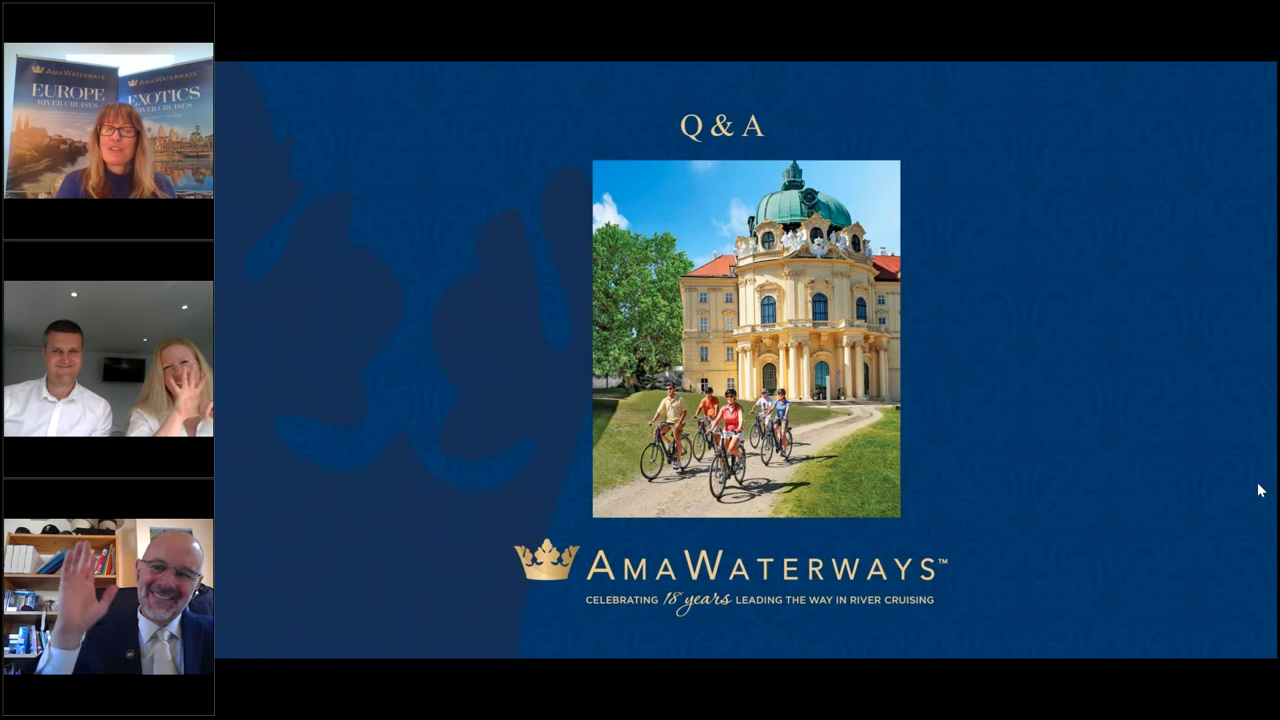 AMAWATERWAYS
EUROPE
RIVER CRUISES
AMAWATERWAYS
EXOTICS
RIVER CRUISES
Q & A
AMAWATERWAYS™
CELEBRATING 18 years LEADING THE WAY IN RIVER CRUISING